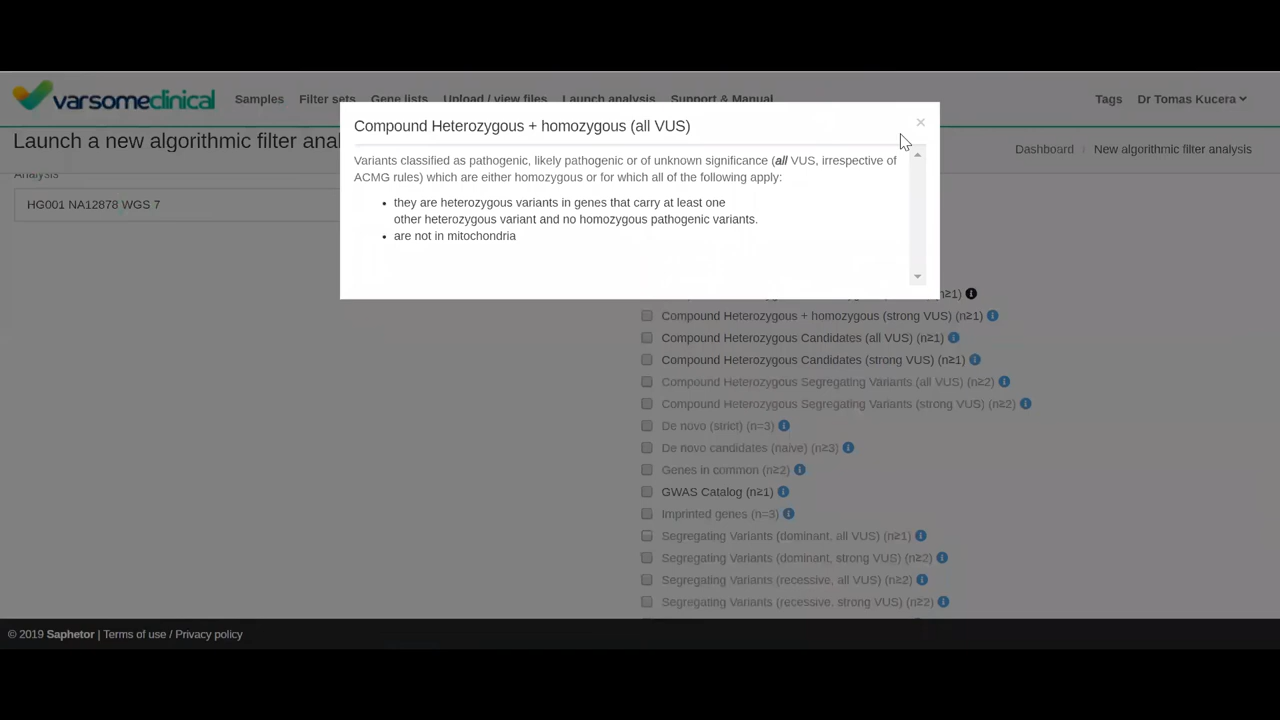 varsomeclinical
Samples Filter sets Gene lists Upload / view files Launch analysis Support & Manual
Tags Dr Tomas Kucera
Launch a new algorithmic filter anal
Dashboard New algorithmic filter analysis
Analysis
HG001 NA12878 WGS 7
Compound Heterozygous + homozygous (all VUS)
×
Variants classified as pathogenic, likely pathogenic or of unknown significance (all VUS, irrespective of
ACMG rules) which are either homozygous or for which all of the following apply:
• they are heterozygous variants in genes that carry at least one
other heterozygous variant and no homozygous pathogenic variants.
• are not in mitochondria
n≥1)
Compound Heterozygous + homozygous (strong VUS) (n≥1)
Compound Heterozygous Candidates (all VUS) (n≥1)
Compound Heterozygous Candidates (strong VUS) (n≥1)
Compound Heterozygous Segregating Variants (all VUS) (n≥2)
Compound Heterozygous Segregating Variants (strong VUS) (n≥2)
De novo (strict) (n=3)
De novo candidates (naive) (n≥3)
Genes in common (n≥2)
GWAS Catalog (n≥1)
Imprinted genes (n=3)
Segregating Variants (dominant, all VUS) (n≥1)
Segregating Variants (dominant, strong VUS) (n≥2)
Segregating Variants (recessive, all VUS) (n≥2)
Segregating Variants (recessive, strong VUS) (n≥2)
© 2019 Saphetor | Terms of use / Privacy policy